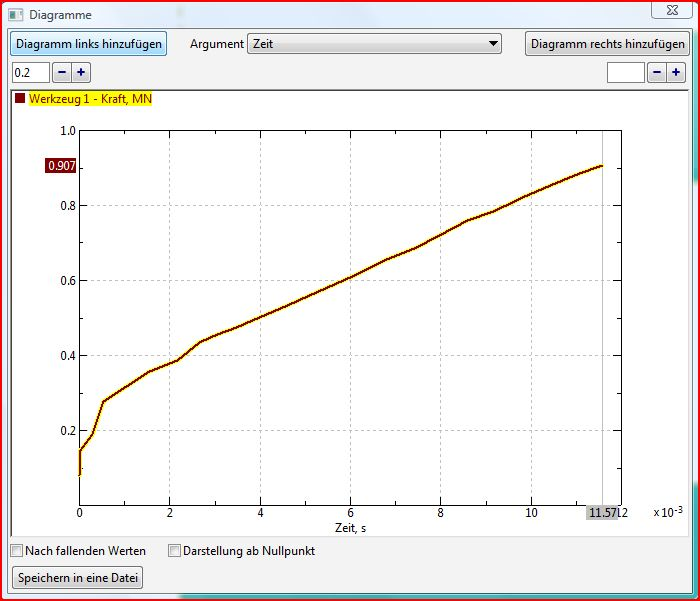 Diagramme
Diagramm links hinzufügen Argument Zeit Diagramm rechts hinzufügen
0.2 − + − +
Werkzeug 1 - Kraft, MN
1.0
0.907
0.8
0.6
0.4
0.2
0 2 4 6 8 10 11.57 12 x 10⁻³
Zeit, s
Nach fallenden Werten Darstellung ab Nullpunkt
Speichern in eine Datei